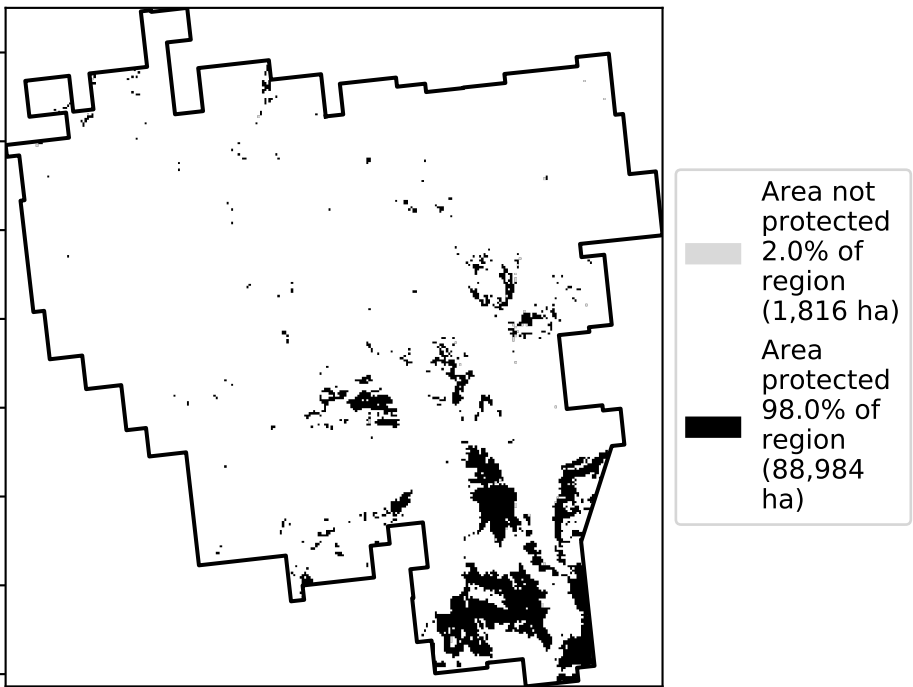 Area not
protected
2.0% of
region
(1,816 ha)
Area
protected
98.0% of
region
(88,984
ha)